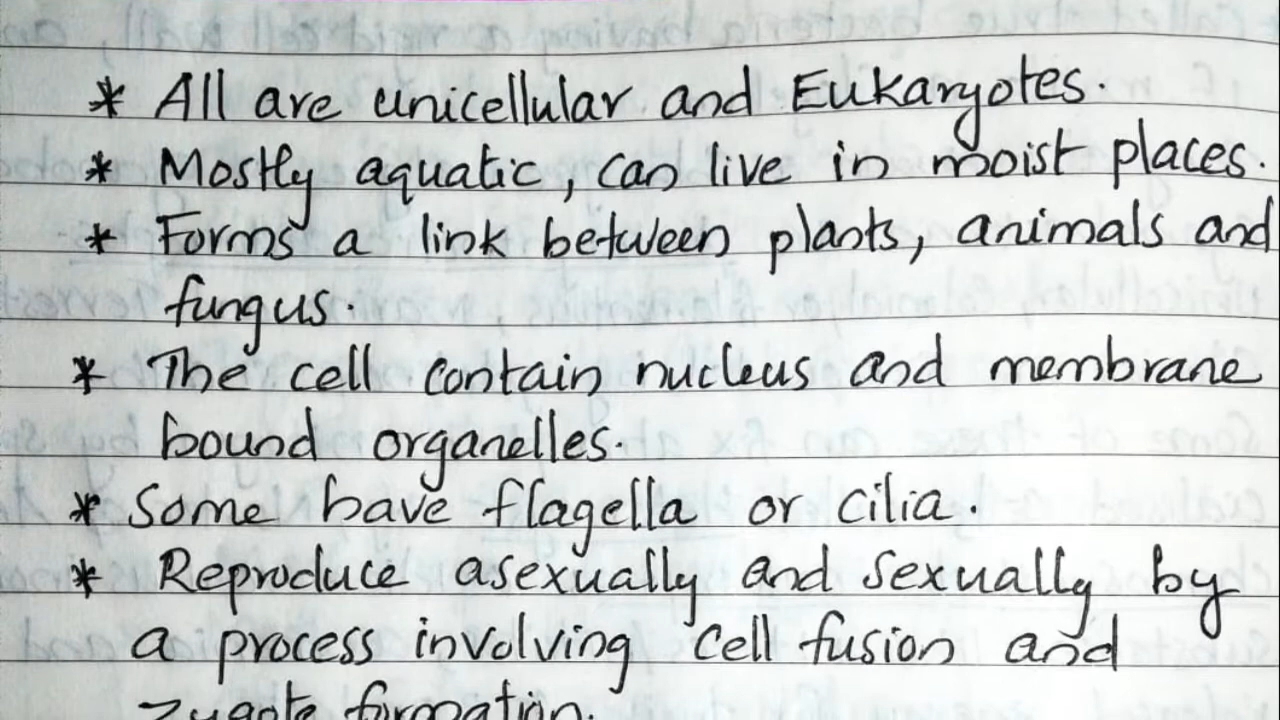 * All are unicellular and Eukaryotes.
* Mostly aquatic, can live in moist places.
* Forms a link between plants, animals and
fungus.
* The cell contain nucleus and membrane
bound organelles.
* Some have flagella or cilia.
* Reproduce asexually and sexually by
a process involving cell fusion and
zygote formation.